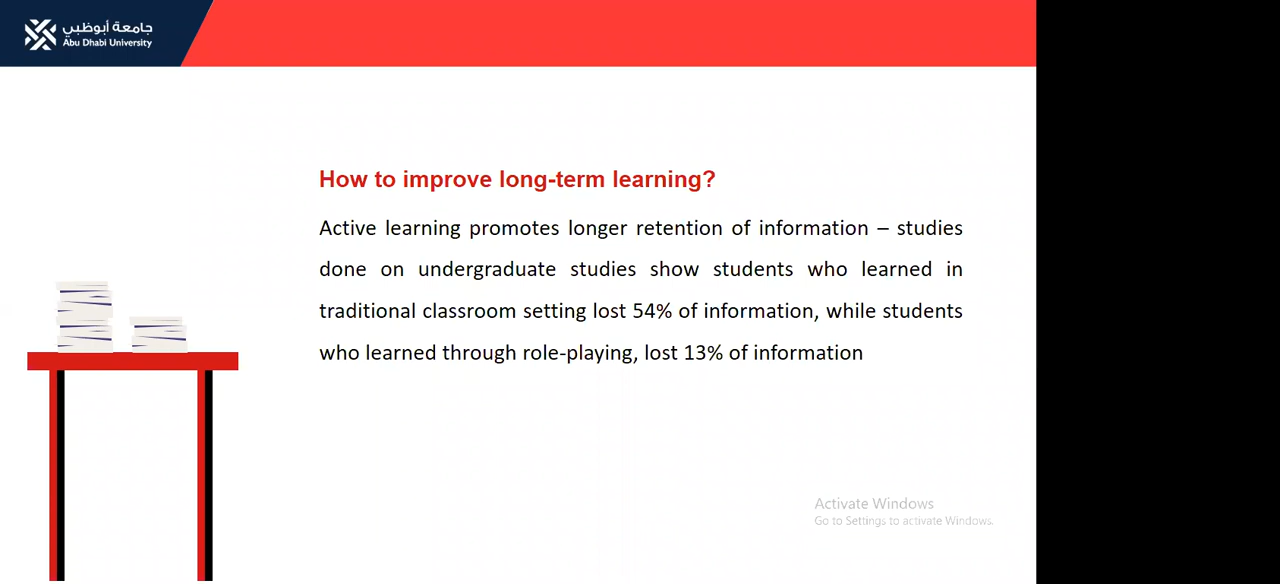 جامعة أبوظبي
Abu Dhabi University
How to improve long-term learning?
Active learning promotes longer retention of information – studies
done on undergraduate studies show students who learned in
traditional classroom setting lost 54% of information, while students
who learned through role-playing, lost 13% of information
Activate Windows
Go to Settings to activate Windows.